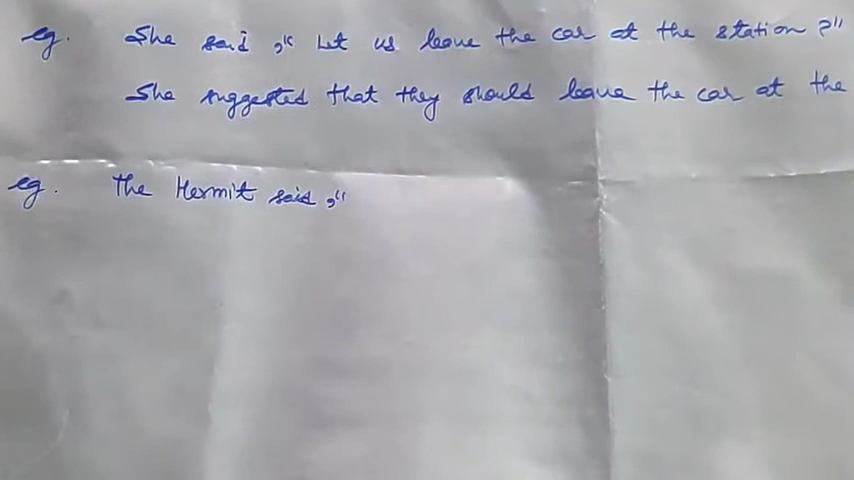 eg. She said ,“ Let us leave the car at the station ?”
She suggested that they should leave the car at the
eg. The Hermit said ,“